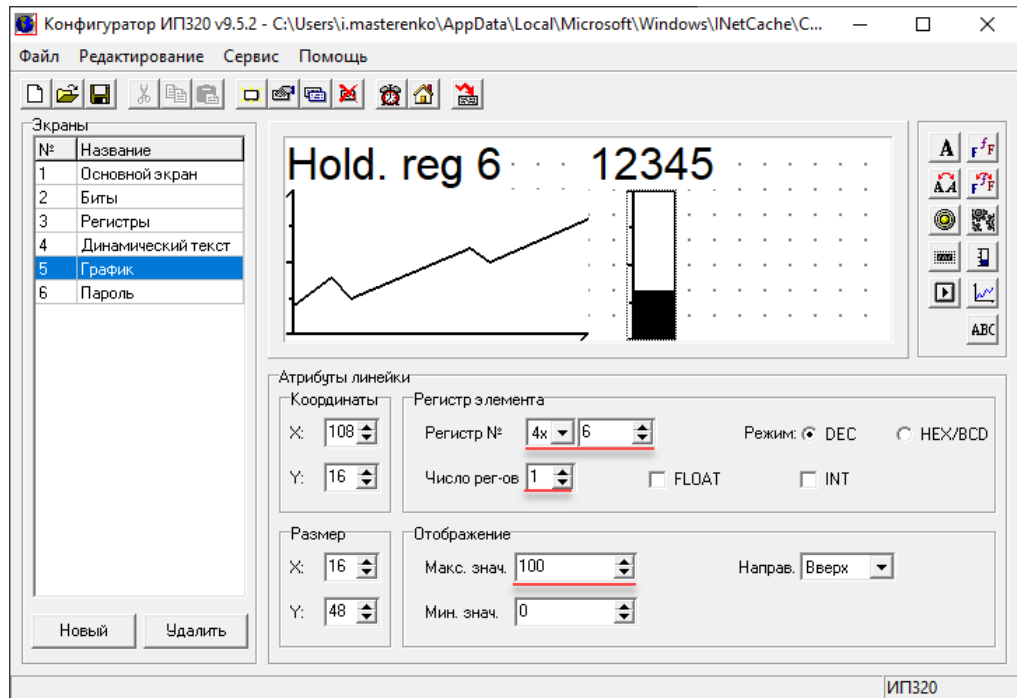 Конфигуратор ИП320 v9.5.2 - C:\Users\i.masterenko\AppData\Local\Microsoft\Windows\INetCache\C...
Файл Редактирование Сервис Помощь
Экраны
№ Название
1 Основной экран
2 Биты
3 Регистры
4 Динамический текст
5 График
6 Пароль
Новый Удалить
Hold. reg 6 12345
A fFF
AA FfF
ABC
Атрибуты линейки
Координаты
X: 108
Y: 16
Регистр элемента
Регистр № 4x 6 Режим: DEC HEX/BCD
Число рег-ов 1 FLOAT INT
Размер
X: 16
Y: 48
Отображение
Макс. знач. 100 Направ. Вверх
Мин. знач. 0
ИП320